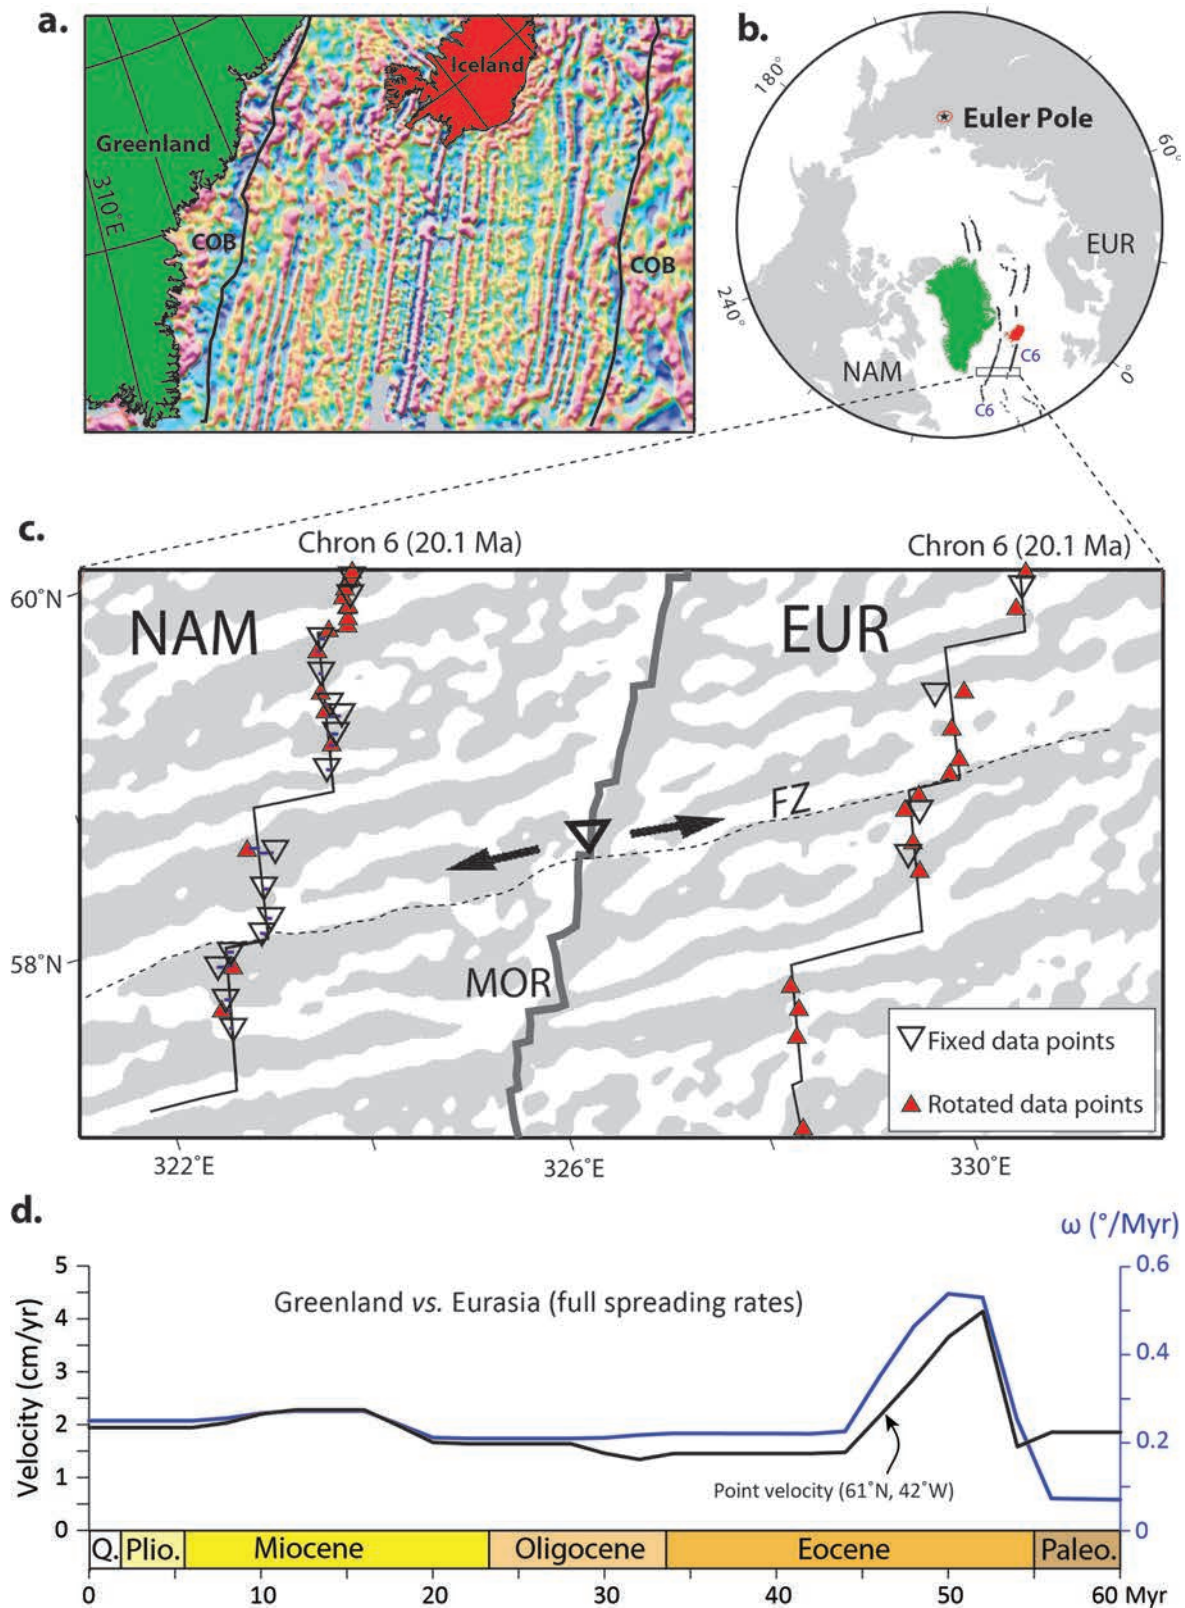 a.
Iceland
Greenland
310°E
COB
COB
b.
180°
Euler Pole
60°
EUR
240°
NAM
C6
C6
0°
c.
Chron 6 (20.1 Ma)
Chron 6 (20.1 Ma)
60°N
NAM
EUR
FZ
58°N
MOR
Fixed data points
Rotated data points
322°E
326°E
330°E
d.
ω (°/Myr)
Velocity (cm/yr)
5
4
3
2
1
0
0.6
0.4
0.2
0
Greenland vs. Eurasia (full spreading rates)
Point velocity (61°N, 42°W)
Q.
Plio.
Miocene
Oligocene
Eocene
Paleo.
0
10
20
30
40
50
60 Myr